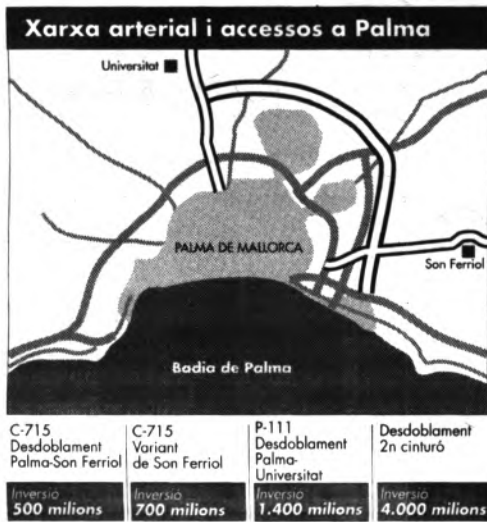 Xarxa arterial i accessos a Palma
Universitat
PALMA DE MALLORCA
Son Ferriol
Badia de Palma
C-715
Desdoblament
Palma-Son Ferriol
Inversió
500 milions
C-715
Variant
de Son Ferriol
Inversió
700 milions
P-111
Desdoblament
Palma-
Universitat
Inversió
1.400 milions
Desdoblament
2n cinturó
Inversió
4.000 milions